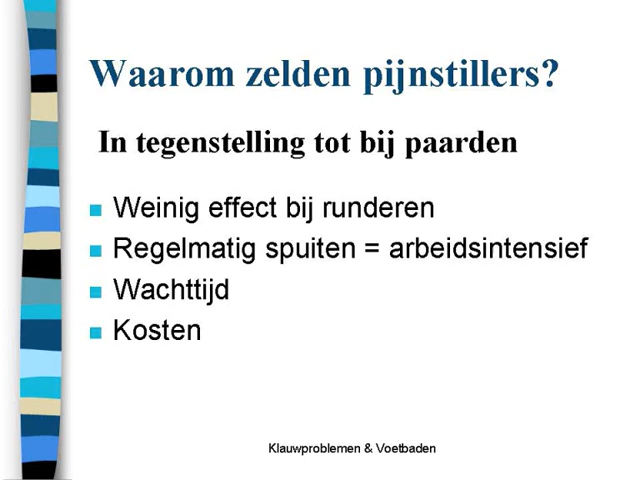 Waarom zelden pijnstillers?
In tegenstelling tot bij paarden
Weinig effect bij runderen
Regelmatig spuiten = arbeidsintensief
Wachttijd
Kosten
Klauwproblemen & Voetbaden